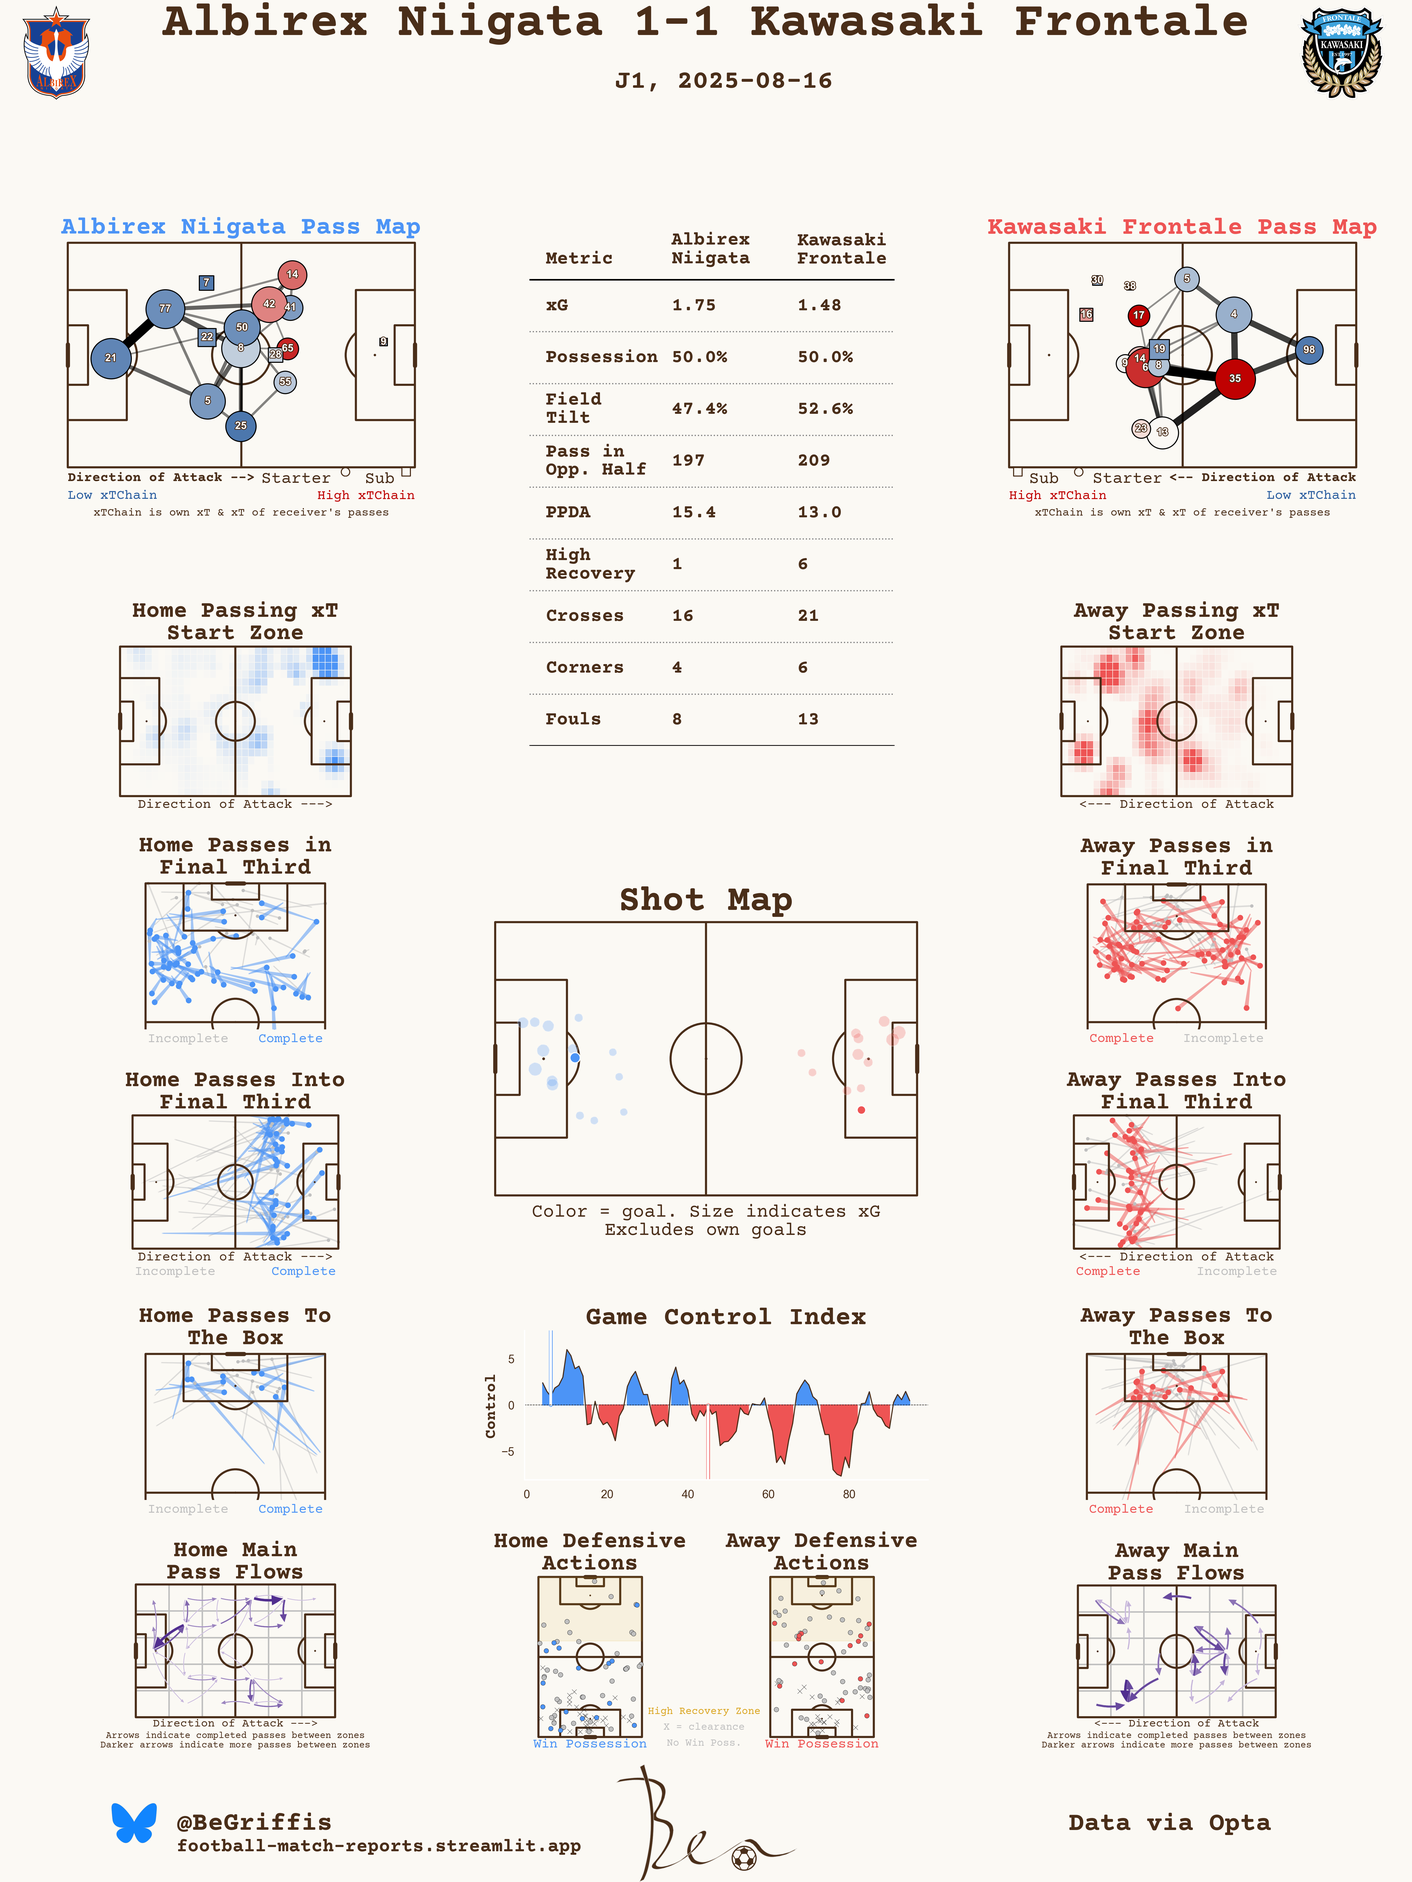 Albirex Niigata 1-1 Kawasaki Frontale
J1, 2025-08-16
ALBIREX
FRONTALE
KAWASAKI
Albirex Niigata Pass Map
7
14
77
42
41
50
22
21
8
28
65
9
55
5
25
Direction of Attack --> Starter Sub
Low xTChain High xTChain
xTChain is own xT & xT of receiver's passes
Metric Albirex Niigata Kawasaki Frontale
xG 1.75 1.48
Possession 50.0% 50.0%
Field Tilt 47.4% 52.6%
Pass in Opp. Half 197 209
PPDA 15.4 13.0
High Recovery 1 6
Crosses 16 21
Corners 4 6
Fouls 8 13
Kawasaki Frontale Pass Map
30
38
5
16
17
4
19
98
9
14
6
8
35
23
13
Sub Starter <-- Direction of Attack
High xTChain Low xTChain
xTChain is own xT & xT of receiver's passes
Home Passing xT
Start Zone
Direction of Attack --->
Away Passing xT
Start Zone
<--- Direction of Attack
Home Passes in
Final Third
Incomplete Complete
Away Passes in
Final Third
Complete Incomplete
Shot Map
Color = goal. Size indicates xG
Excludes own goals
Home Passes Into
Final Third
Direction of Attack --->
Incomplete Complete
Away Passes Into
Final Third
<--- Direction of Attack
Complete Incomplete
Home Passes To
The Box
Incomplete Complete
Game Control Index
Control
5
0
−5
0 20 40 60 80
Away Passes To
The Box
Complete Incomplete
Home Main
Pass Flows
Direction of Attack --->
Arrows indicate completed passes between zones
Darker arrows indicate more passes between zones
Home Defensive
Actions
Win Possession
Away Defensive
Actions
Win Possession
High Recovery Zone
X = clearance
No Win Poss.
Away Main
Pass Flows
<--- Direction of Attack
Arrows indicate completed passes between zones
Darker arrows indicate more passes between zones
@BeGriffis
football-match-reports.streamlit.app
Ben
Data via Opta